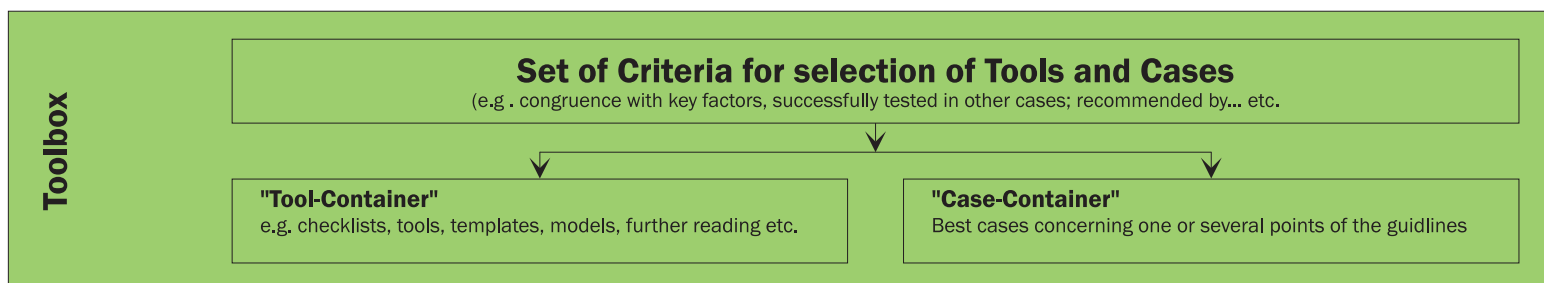 Toolbox
Set of Criteria for selection of Tools and Cases
(e.g . congruence with key factors, successfully tested in other cases; recommended by... etc.
"Tool-Container"
e.g. checklists, tools, templates, models, further reading etc.
"Case-Container"
Best cases concerning one or several points of the guidlines